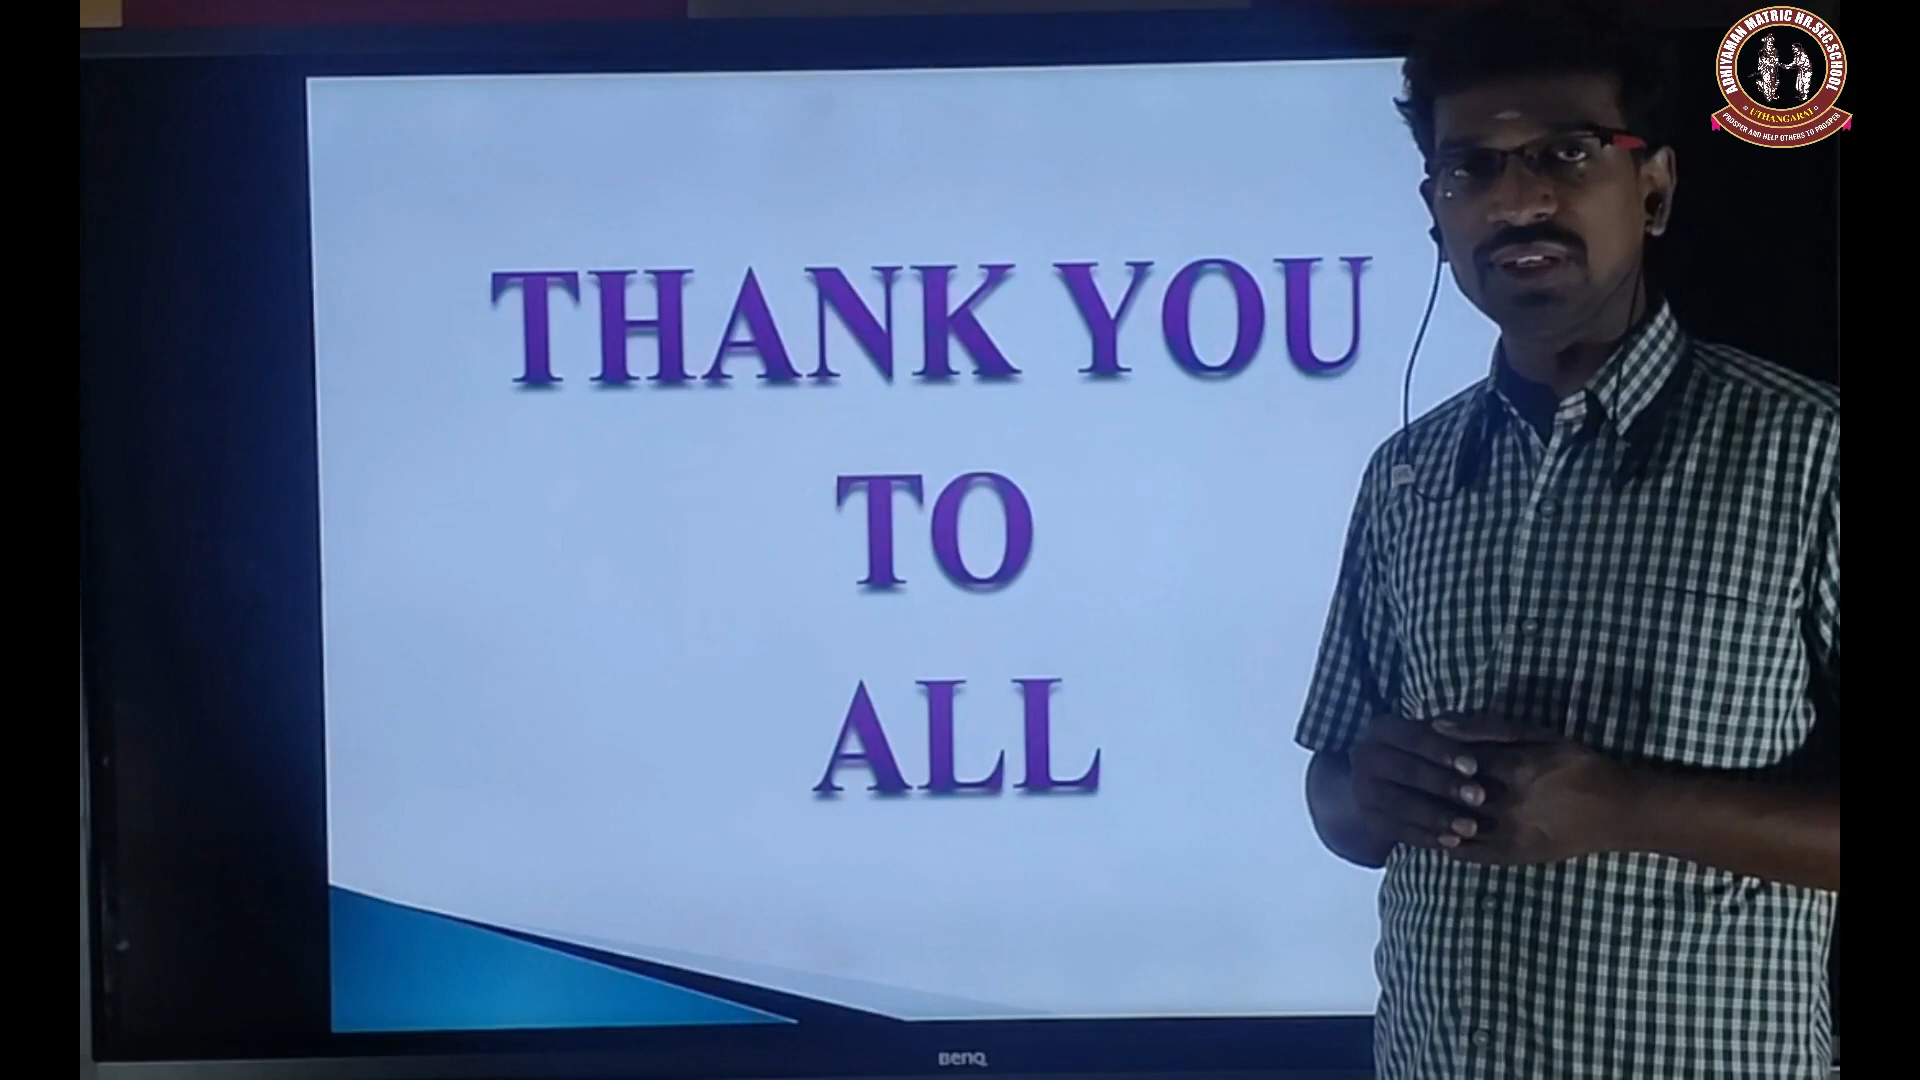 ADHIYAMAN MATRIC HR.SEC.SCHOOL
UTHANGARAI
PROSPER AND HELP OTHERS TO PROSPER
THANK YOU
TO
ALL
BenQ